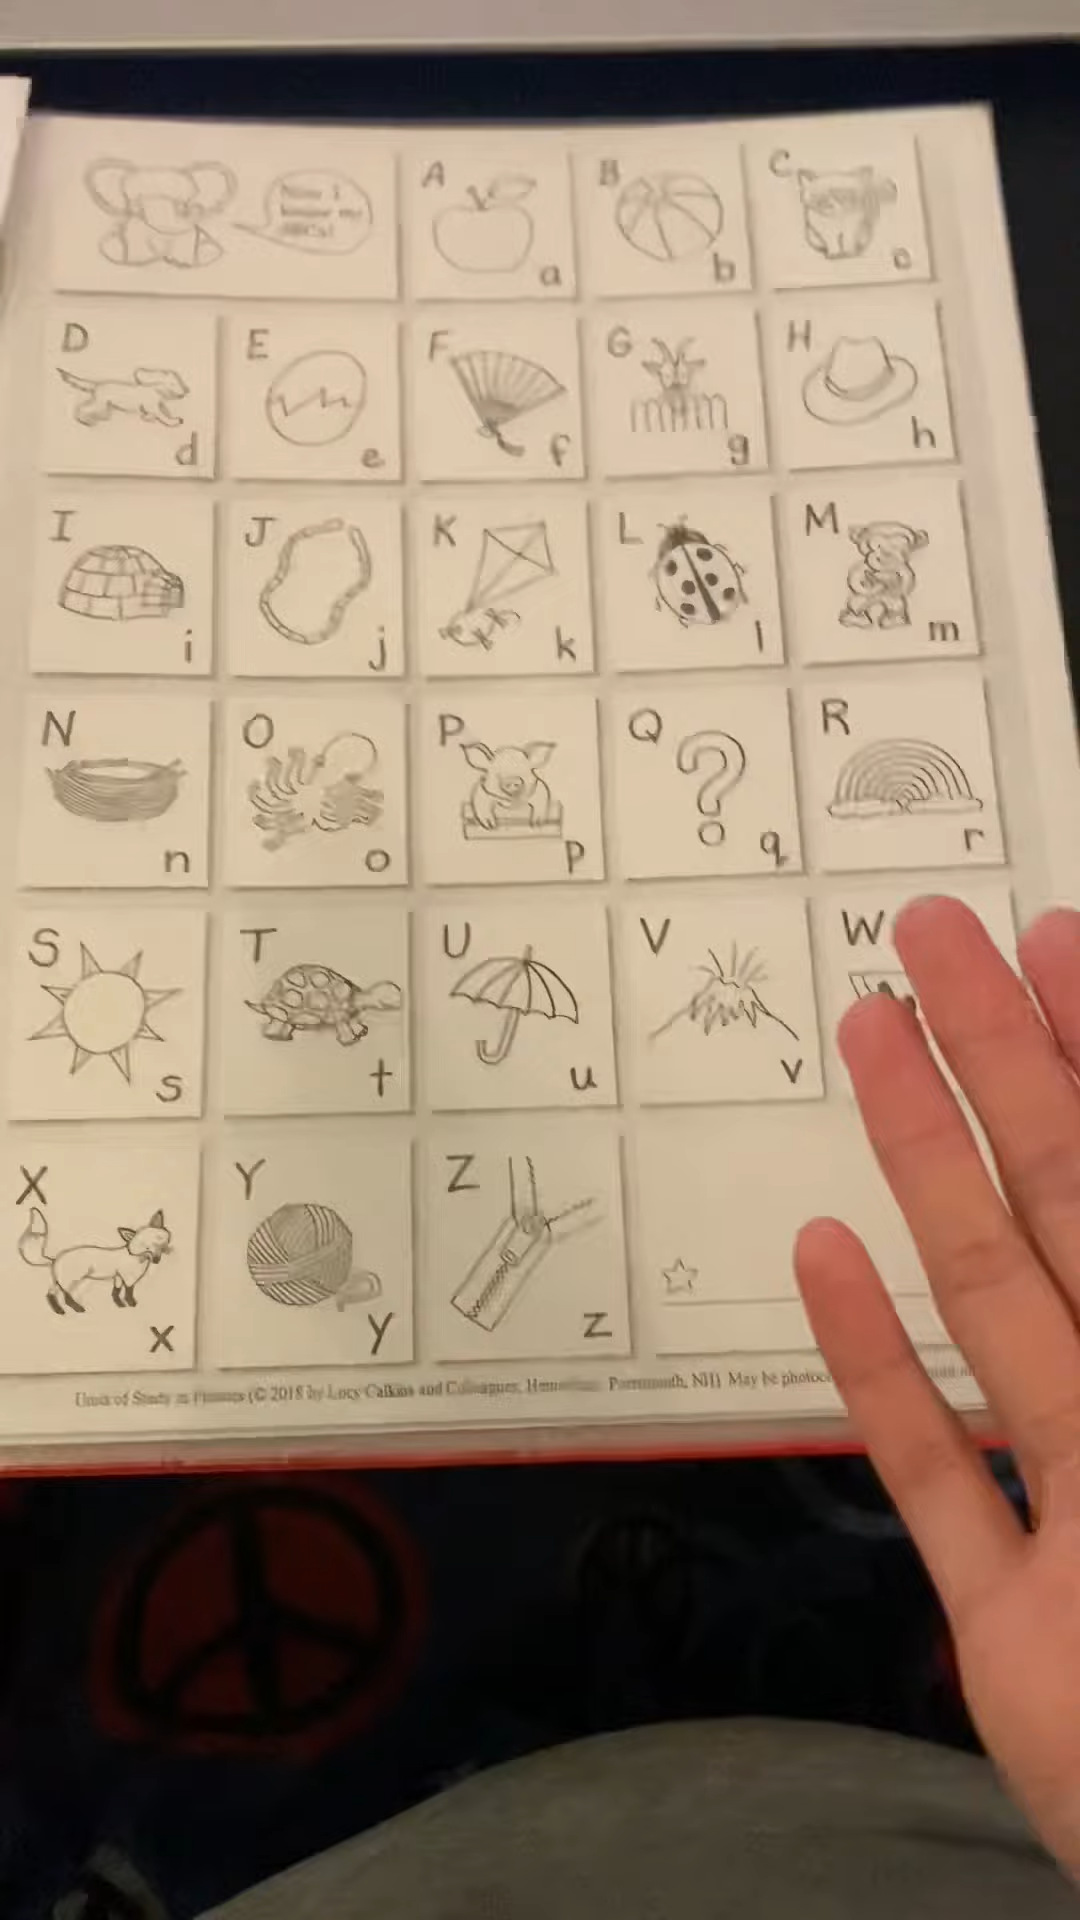 Now I
know my
ABCs!
A a
B b
C c
D d
E e
F f
G g
H h
I i
J j
K k
L l
M m
N n
O o
P p
Q q
R r
S s
T t
U u
V v
W
X x
Y y
Z z
Units of Study in Phonics (© 2018 by Lucy Calkins and Colleagues, Heinemann: Portsmouth, NH) May be